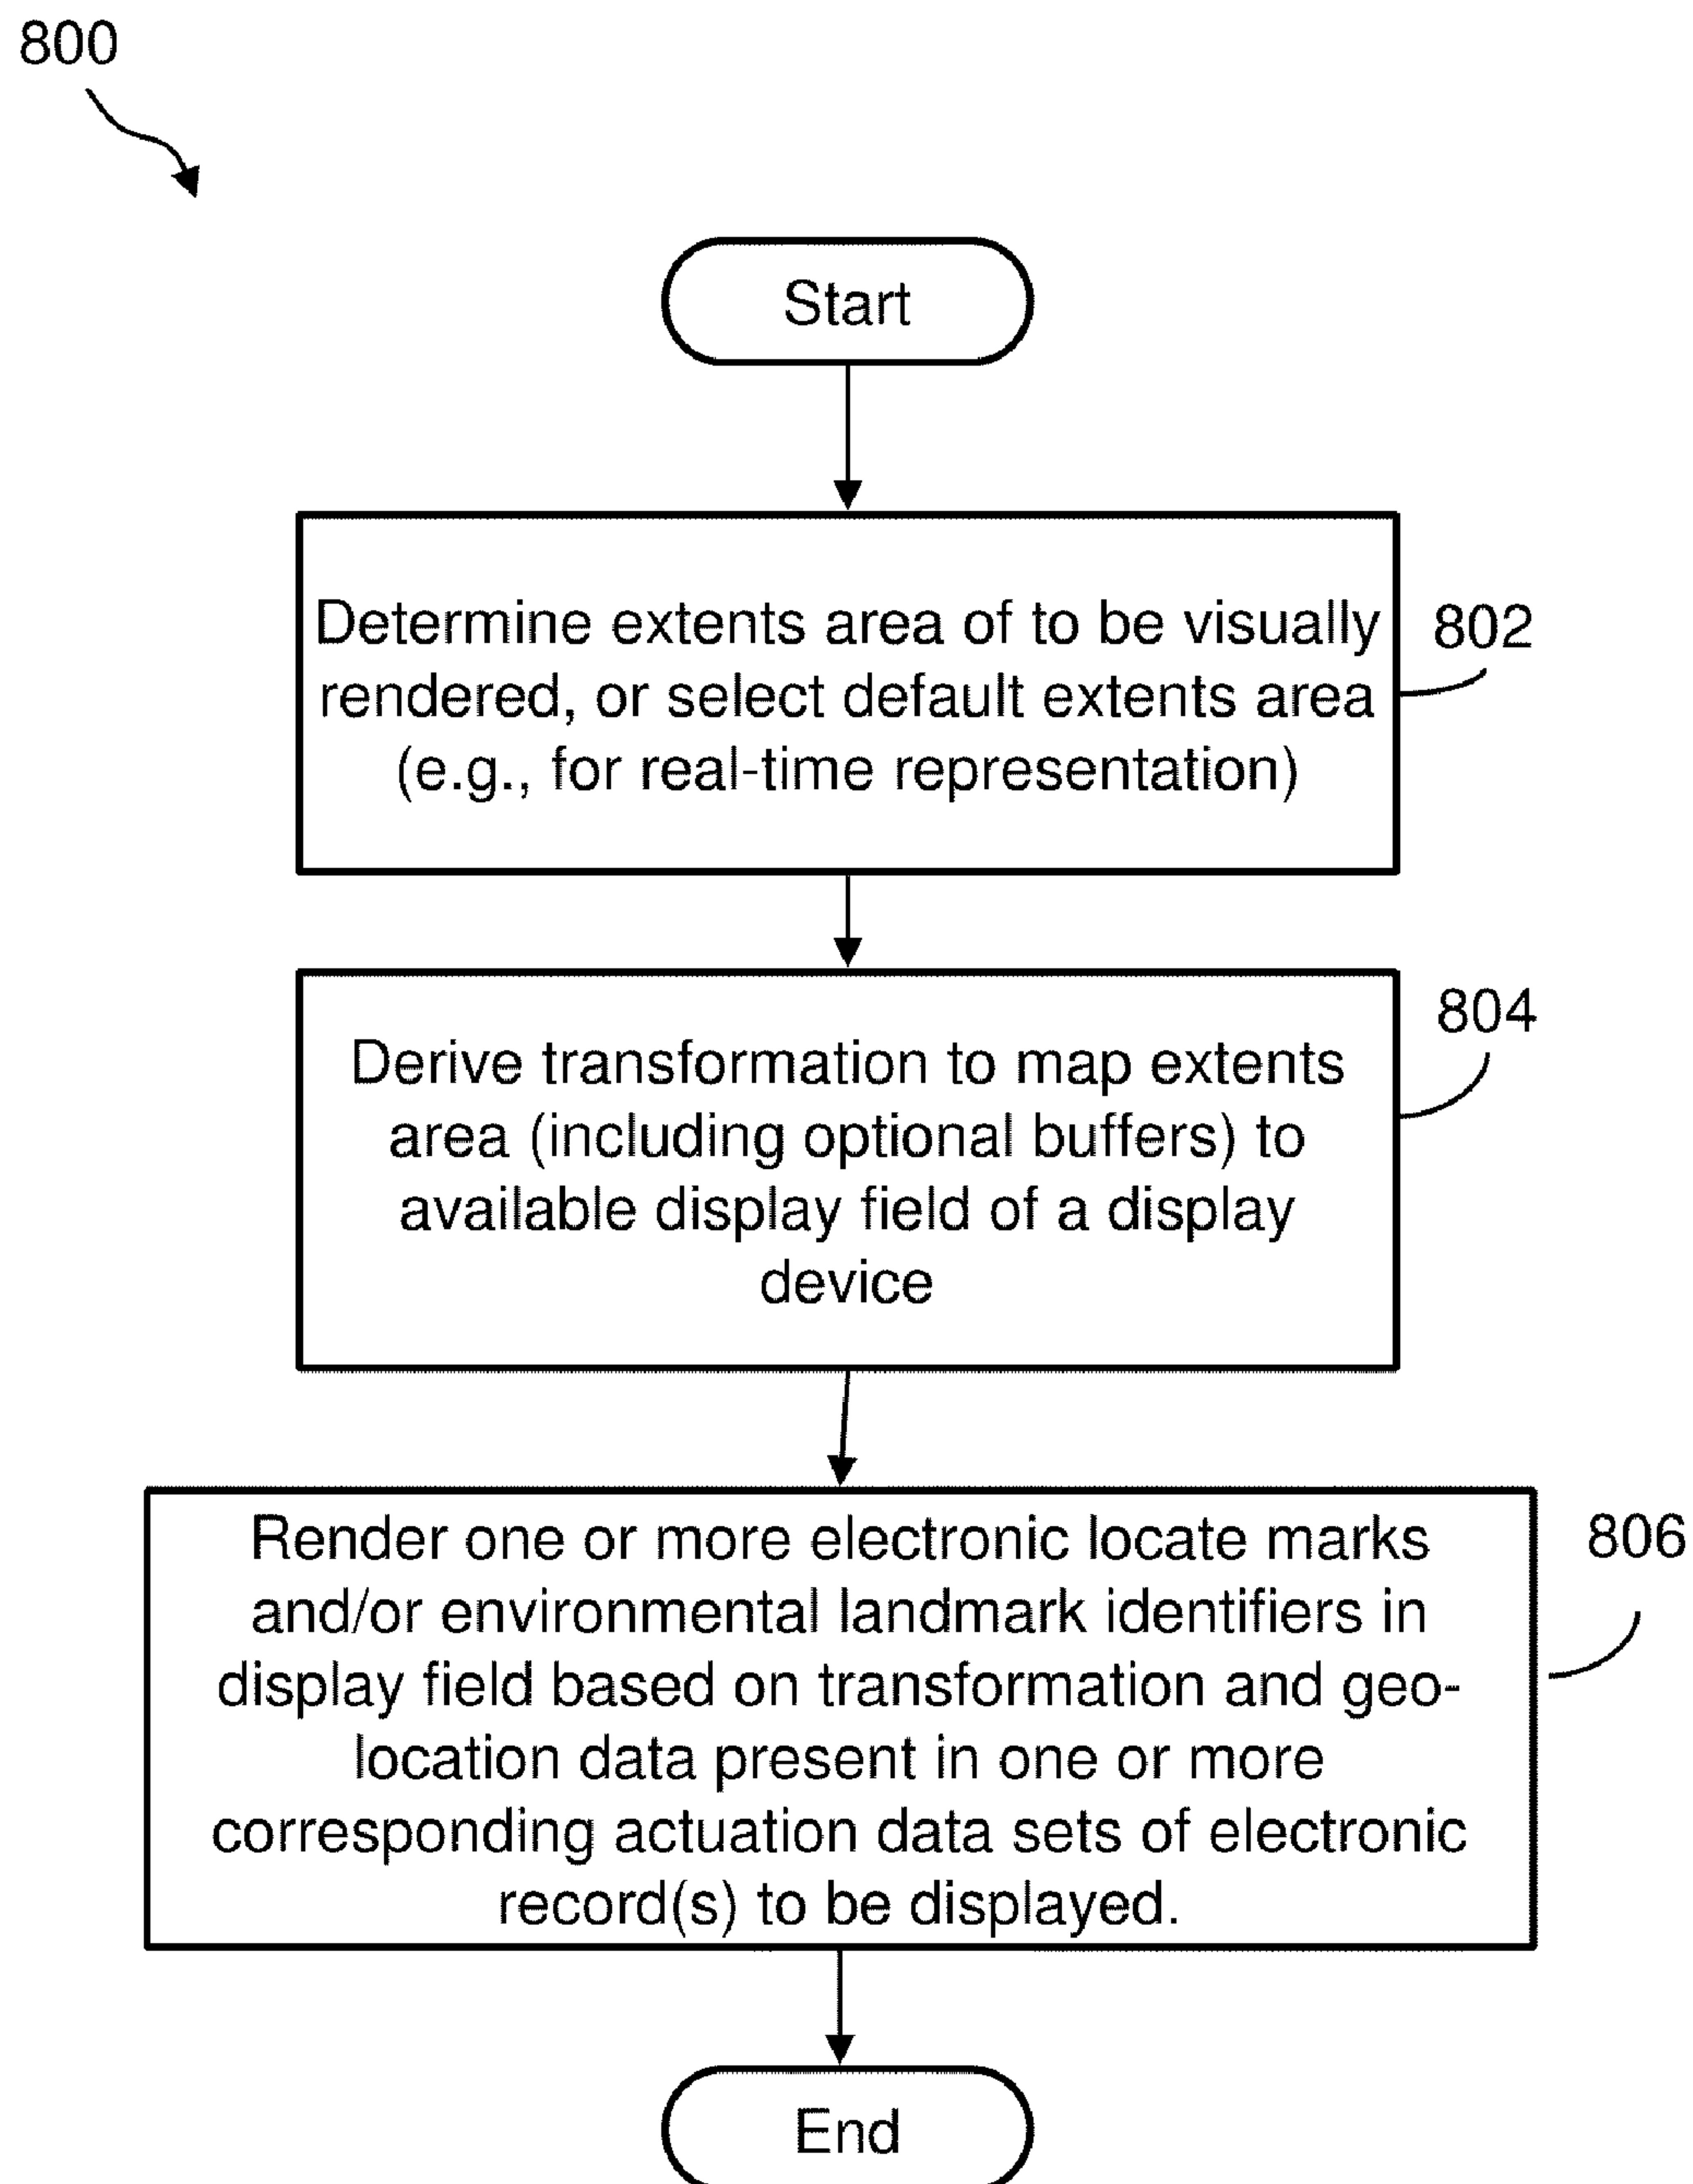 800
Start
Determine extents area of to be visually
rendered, or select default extents area
(e.g., for real-time representation)
802
Derive transformation to map extents
area (including optional buffers) to
available display field of a display
device
804
Render one or more electronic locate marks
and/or environmental landmark identifiers in
display field based on transformation and geo-
location data present in one or more
corresponding actuation data sets of electronic
record(s) to be displayed.
806
End